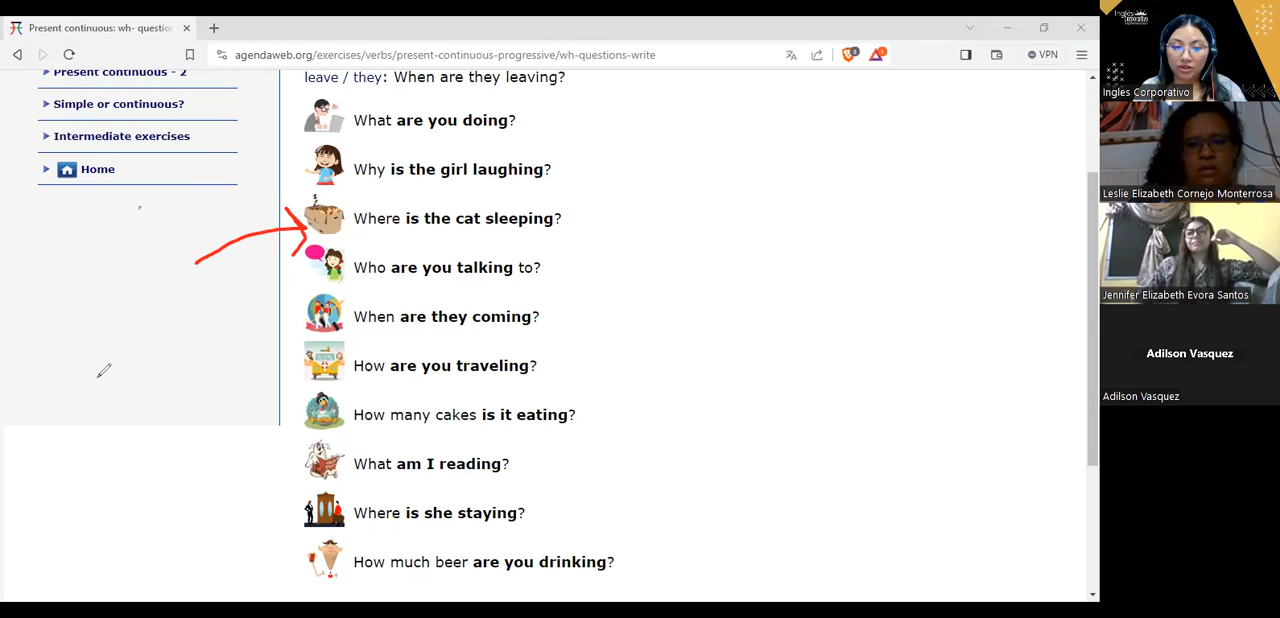 Present continuous: wh- questio
agendaweb.org/exercises/verbs/present-continuous-progressive/wh-questions-write
VPN
Present continuous - 2
Simple or continuous?
Intermediate exercises
Home
leave / they: When are they leaving?
What are you doing?
Why is the girl laughing?
Where is the cat sleeping?
Who are you talking to?
When are they coming?
How are you traveling?
How many cakes is it eating?
What am I reading?
Where is she staying?
How much beer are you drinking?
Inglés
Corporativo
Ingles Corporativo
Leslie Elizabeth Cornejo Monterrosa
Jennifer Elizabeth Evora Santos
Adilson Vasquez
Adilson Vasquez